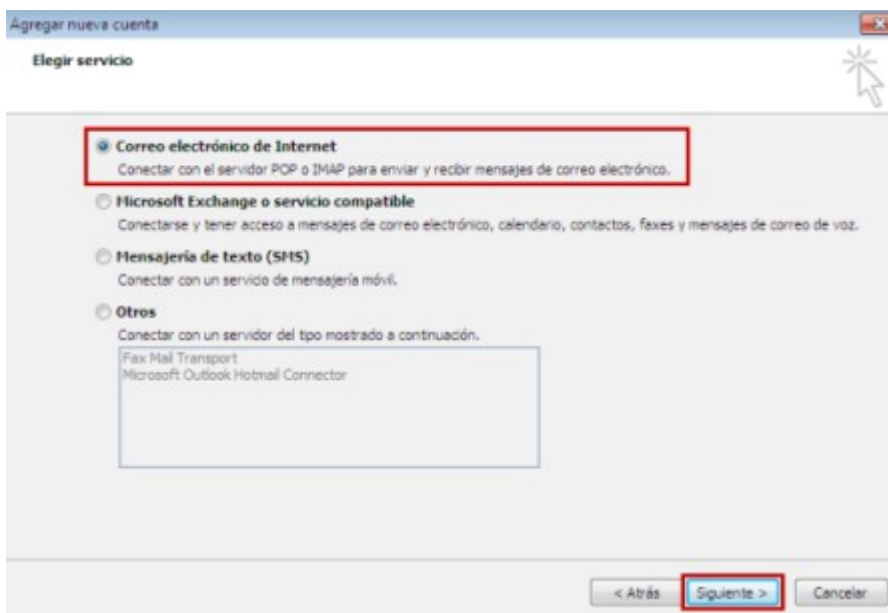 Agregar nueva cuenta
Elegir servicio
Correo electrónico de Internet
Conectar con el servidor POP o IMAP para enviar y recibir mensajes de correo electrónico.
Microsoft Exchange o servicio compatible
Conectarse y tener acceso a mensajes de correo electrónico, calendario, contactos, faxes y mensajes de correo de voz.
Mensajería de texto (SMS)
Conectar con un servicio de mensajería móvil.
Otros
Conectar con un servidor del tipo mostrado a continuación.
Fax Mail Transport
Microsoft Outlook Hotmail Connector
< Atrás
Siguiente >
Cancelar